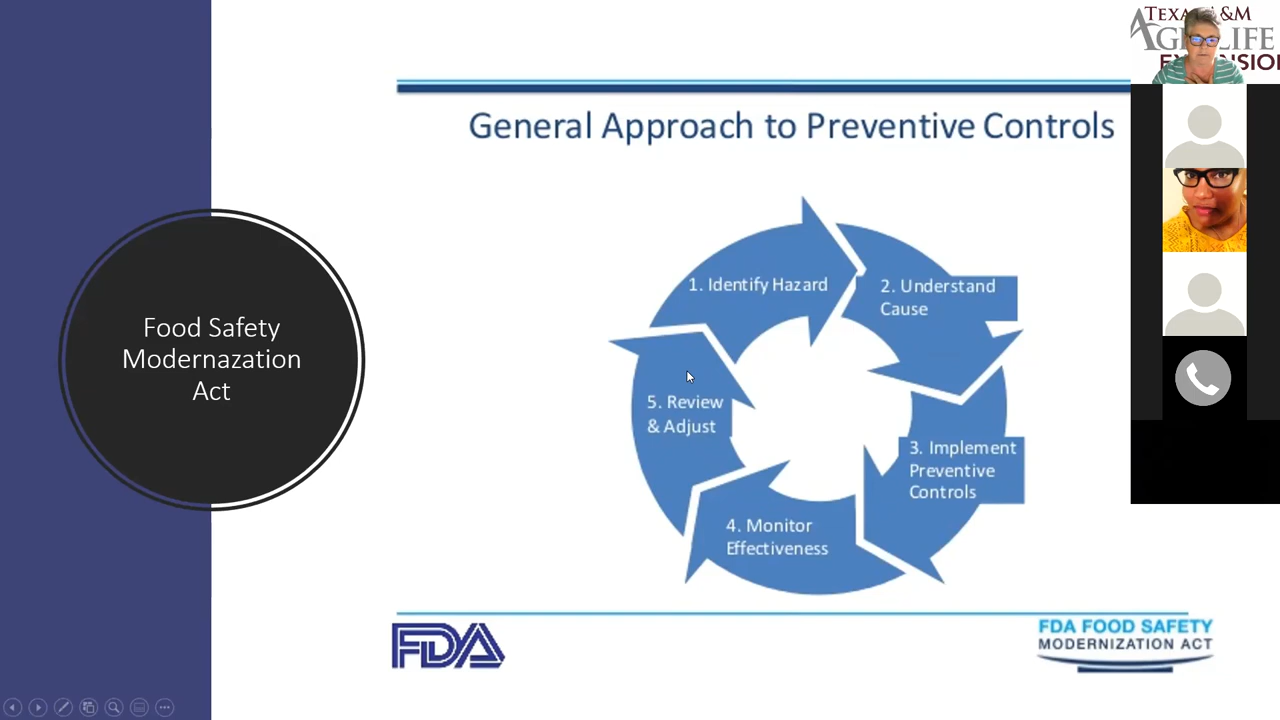 General Approach to Preventive Controls
Food Safety
Modernazation
Act
1. Identify Hazard
2. Understand
Cause
3. Implement
Preventive
Controls
4. Monitor
Effectiveness
5. Review
& Adjust
FDA
FDA FOOD SAFETY
MODERNIZATION ACT